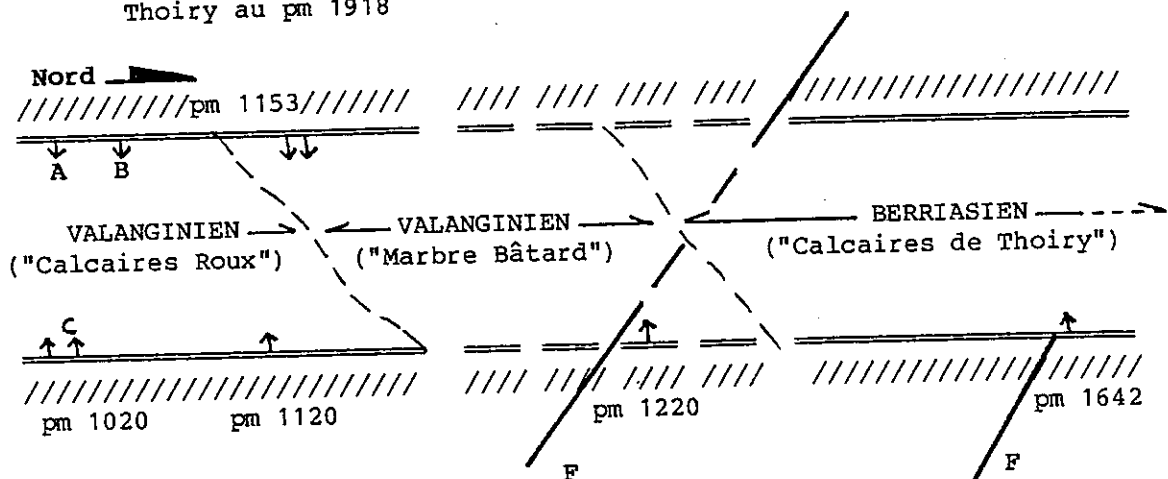 Thoiry au pm 1918
Nord
pm 1153
A B
VALANGINIEN VALANGINIEN BERRIASIEN
("Calcaires Roux") ("Marbre Bâtard") ("Calcaires de Thoiry")
C
pm 1020 pm 1120 pm 1220 pm 1642
F F